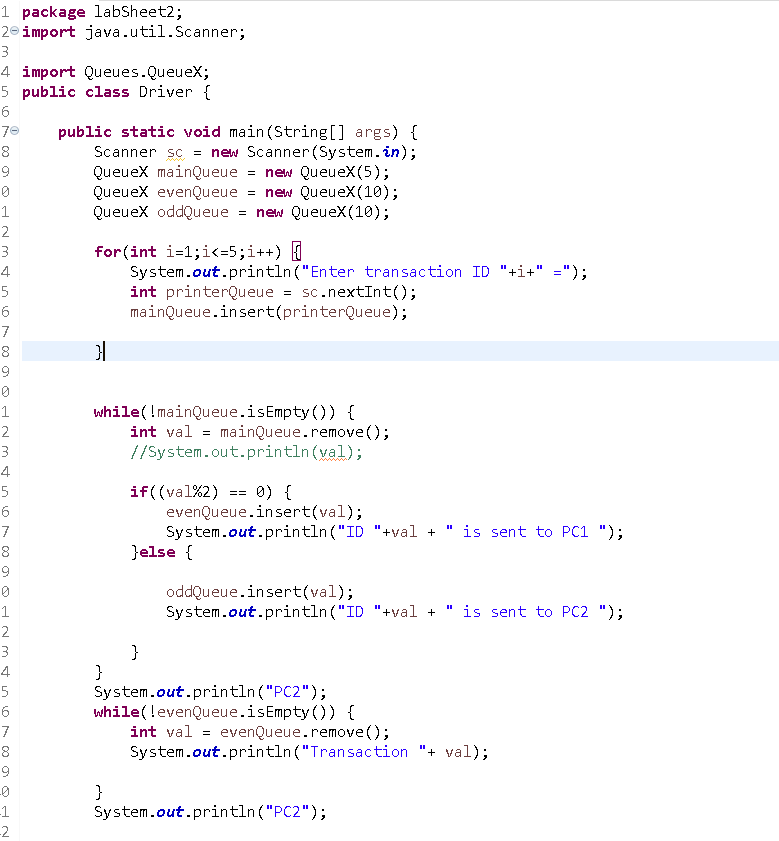 1 package labSheet2;
2 import java.util.Scanner;
3
4 import Queues.QueueX;
5 public class Driver {
6
7     public static void main(String[] args) {
8         Scanner sc = new Scanner(System.in);
9         QueueX mainQueue = new QueueX(5);
0         QueueX evenQueue = new QueueX(10);
1         QueueX oddQueue = new QueueX(10);
2
3         for(int i=1;i<=5;i++) {
4             System.out.println("Enter transaction ID "+i+" =");
5             int printerQueue = sc.nextInt();
6             mainQueue.insert(printerQueue);
7
8         }
9
0
1         while(!mainQueue.isEmpty()) {
2             int val = mainQueue.remove();
3             //System.out.println(val);
4
5             if((val%2) == 0) {
6                 evenQueue.insert(val);
7                 System.out.println("ID "+val + " is sent to PC1 ");
8             }else {
9
0                 oddQueue.insert(val);
1                 System.out.println("ID "+val + " is sent to PC2 ");
2
3             }
4         }
5         System.out.println("PC2");
6         while(!evenQueue.isEmpty()) {
7             int val = evenQueue.remove();
8             System.out.println("Transaction "+ val);
9
0         }
1         System.out.println("PC2");
2